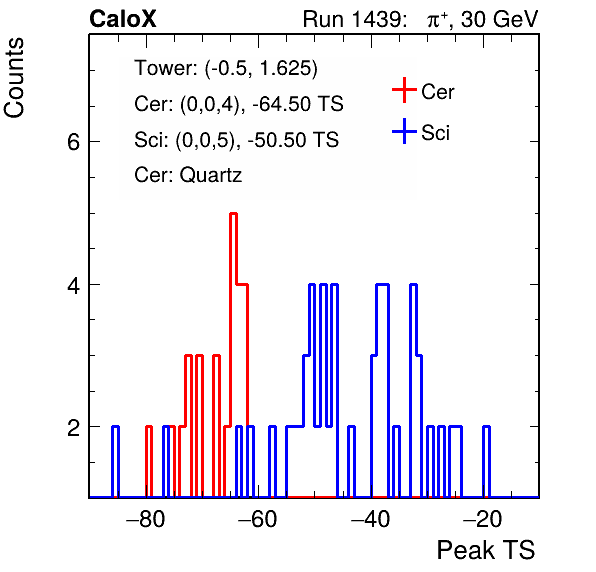 CaloX Run 1439: π⁺, 30 GeV
Counts
Tower: (-0.5, 1.625)
Cer: (0,0,4), -64.50 TS
Sci: (0,0,5), -50.50 TS
Cer: Quartz
Cer
Sci
6
4
2
−80 −60 −40 −20
Peak TS